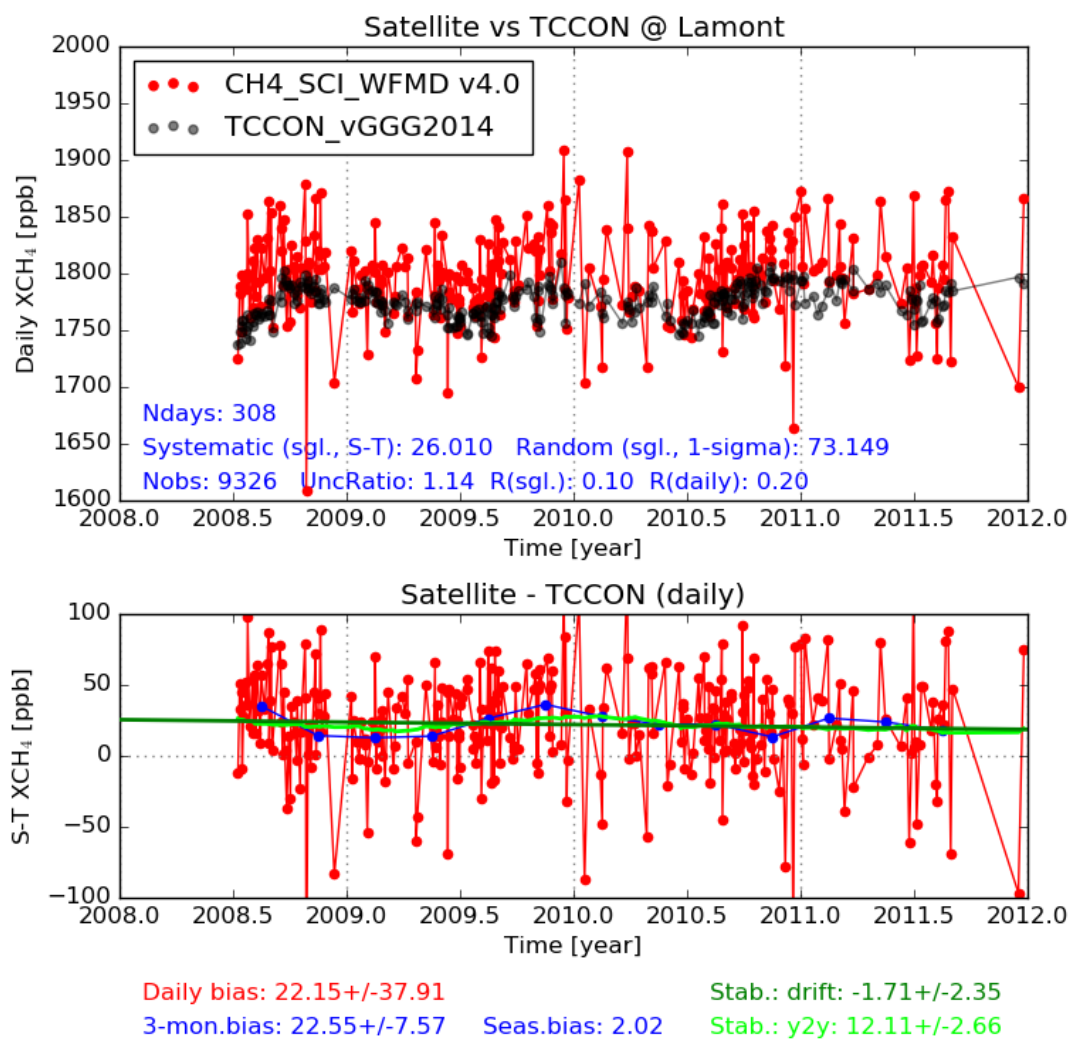 Satellite vs TCCON @ Lamont
2000
1950
1900
1850
1800
1750
1700
1650
1600
Daily XCH₄ [ppb]
CH4_SCI_WFMD v4.0
TCCON_vGGG2014
Ndays: 308
Systematic (sgl., S-T): 26.010 Random (sgl., 1-sigma): 73.149
Nobs: 9326 UncRatio: 1.14 R(sgl.): 0.10 R(daily): 0.20
2008.0 2008.5 2009.0 2009.5 2010.0 2010.5 2011.0 2011.5 2012.0
Time [year]
Satellite - TCCON (daily)
100
50
0
−50
−100
S-T XCH₄ [ppb]
2008.0 2008.5 2009.0 2009.5 2010.0 2010.5 2011.0 2011.5 2012.0
Time [year]
Daily bias: 22.15+/-37.91 Stab.: drift: -1.71+/-2.35
3-mon.bias: 22.55+/-7.57 Seas.bias: 2.02 Stab.: y2y: 12.11+/-2.66